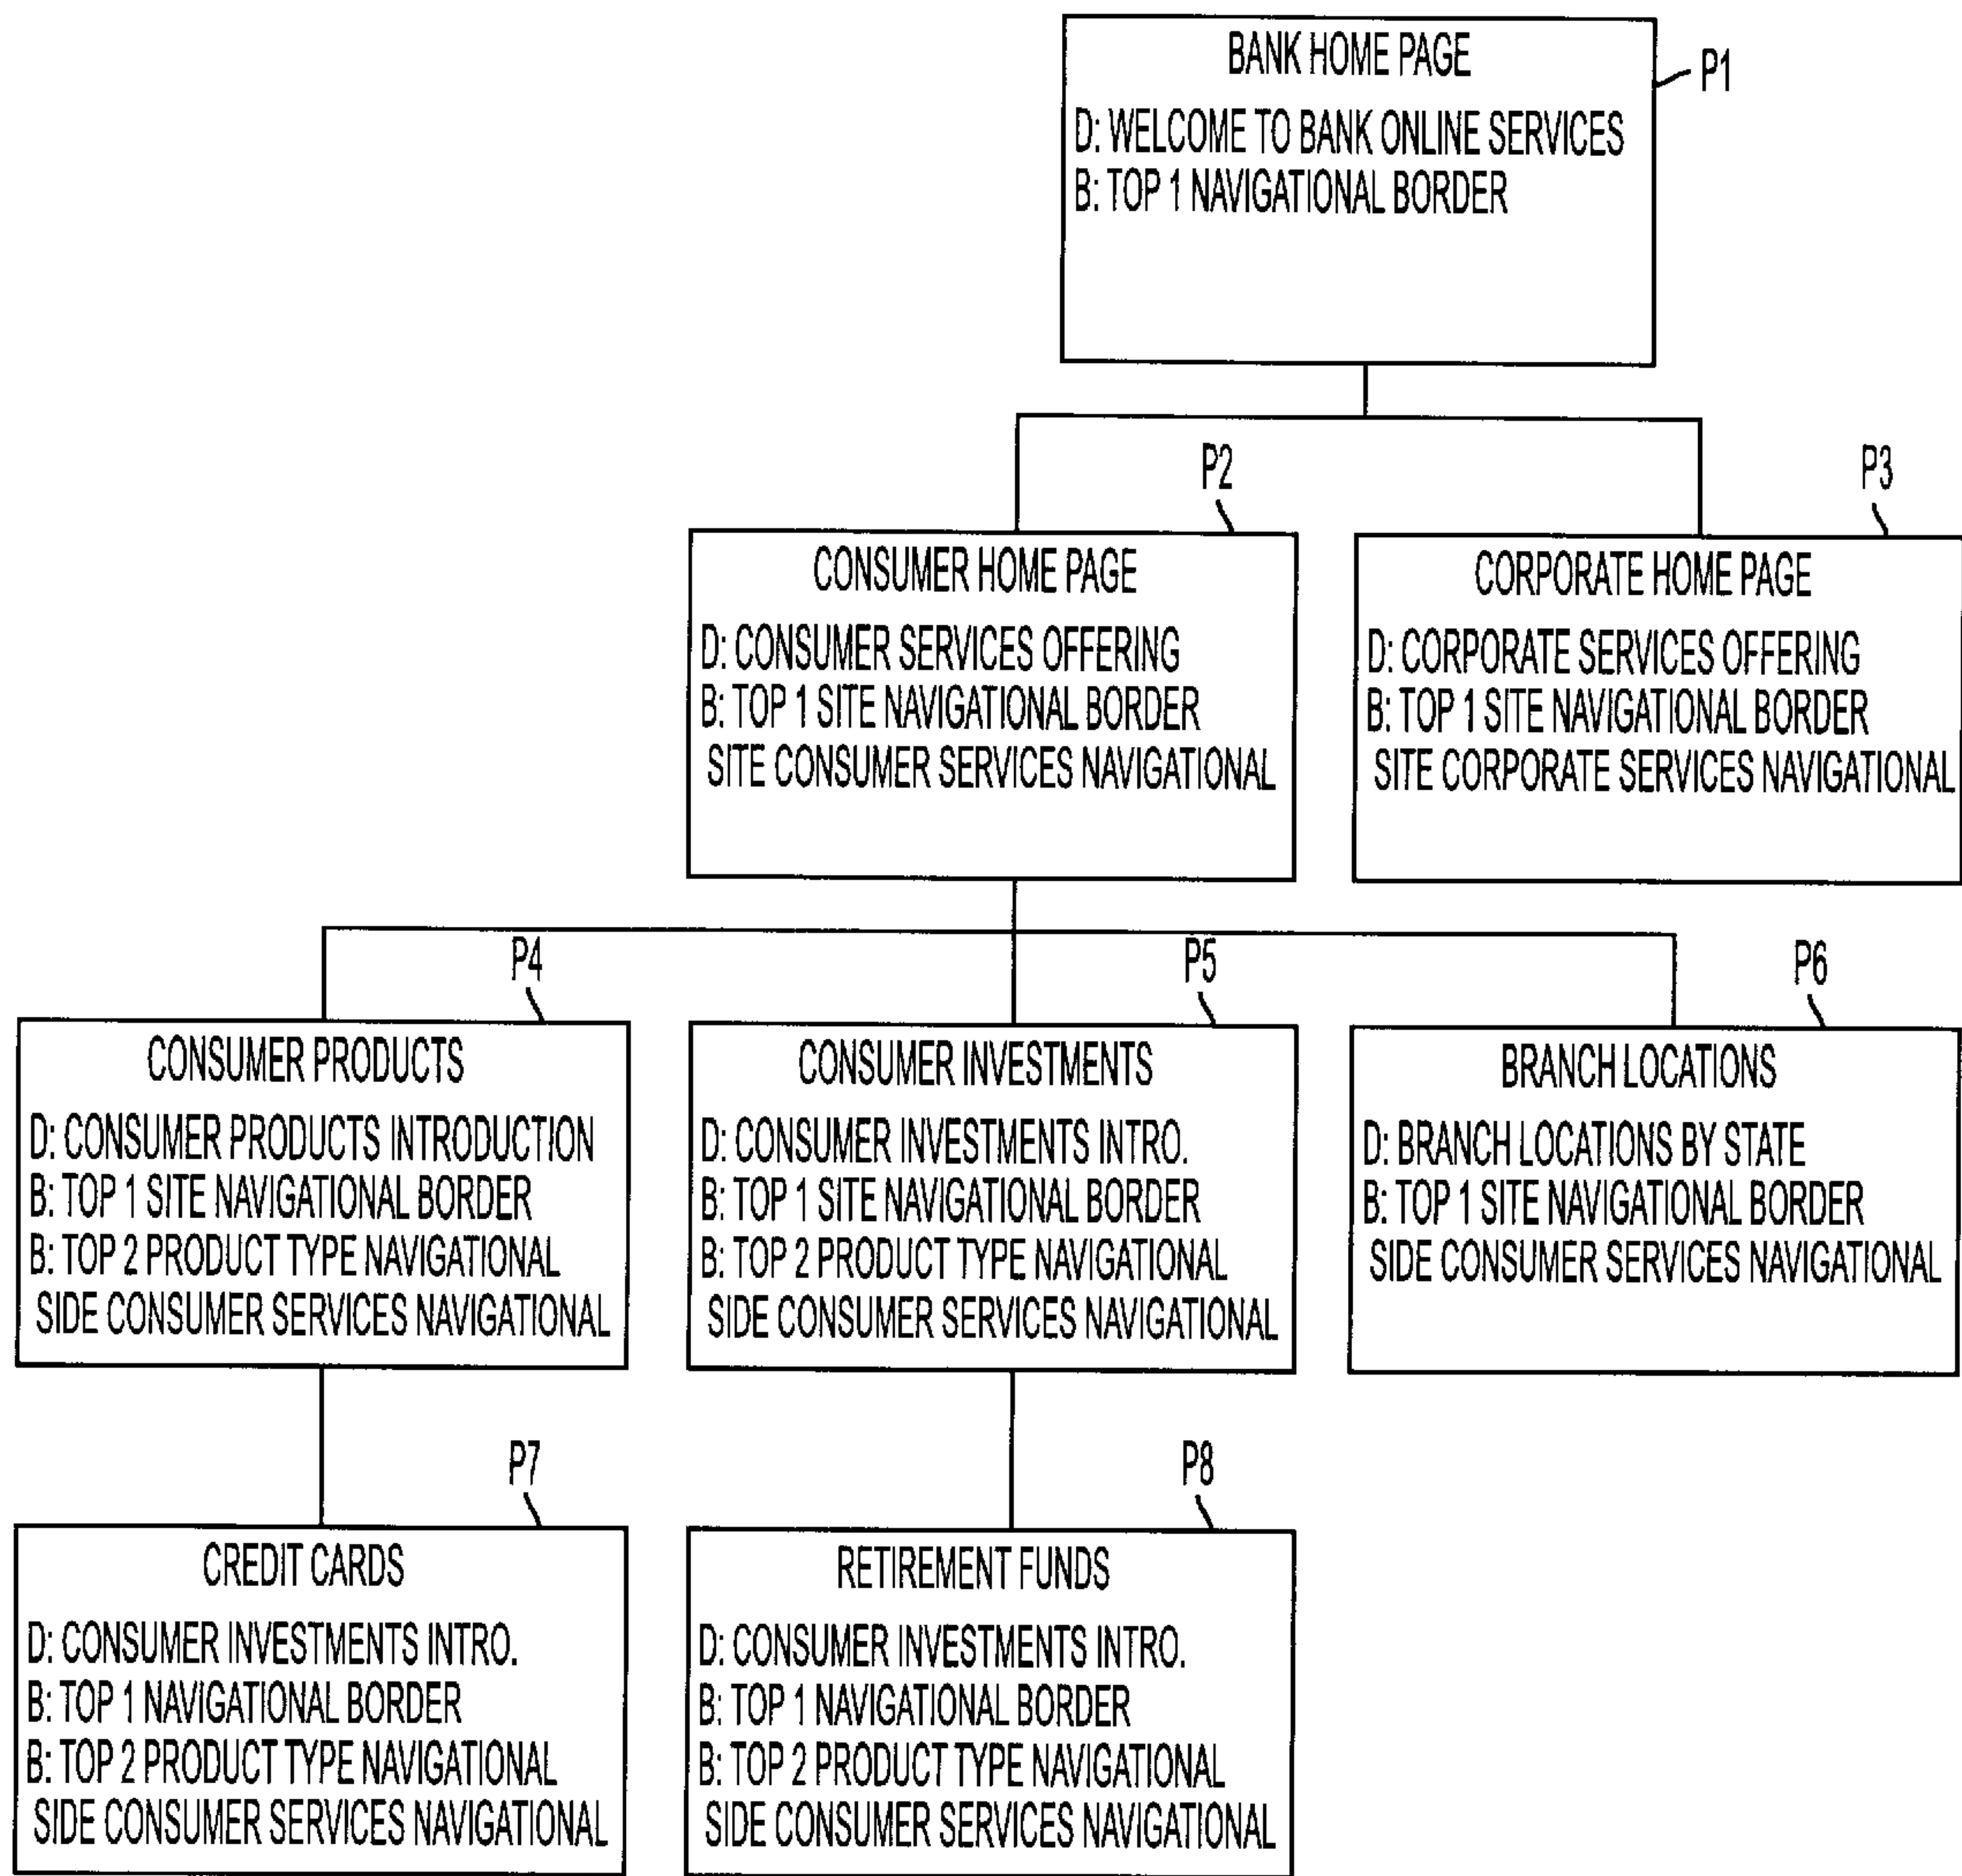 BANK HOME PAGE
P1
D: WELCOME TO BANK ONLINE SERVICES
B: TOP 1 NAVIGATIONAL BORDER
P2
CONSUMER HOME PAGE
D: CONSUMER SERVICES OFFERING
B: TOP 1 SITE NAVIGATIONAL BORDER
SITE CONSUMER SERVICES NAVIGATIONAL
P3
CORPORATE HOME PAGE
D: CORPORATE SERVICES OFFERING
B: TOP 1 SITE NAVIGATIONAL BORDER
SITE CORPORATE SERVICES NAVIGATIONAL
P4
CONSUMER PRODUCTS
D: CONSUMER PRODUCTS INTRODUCTION
B: TOP 1 SITE NAVIGATIONAL BORDER
B: TOP 2 PRODUCT TYPE NAVIGATIONAL
SIDE CONSUMER SERVICES NAVIGATIONAL
P5
CONSUMER INVESTMENTS
D: CONSUMER INVESTMENTS INTRO.
B: TOP 1 SITE NAVIGATIONAL BORDER
B: TOP 2 PRODUCT TYPE NAVIGATIONAL
SIDE CONSUMER SERVICES NAVIGATIONAL
P6
BRANCH LOCATIONS
D: BRANCH LOCATIONS BY STATE
B: TOP 1 SITE NAVIGATIONAL BORDER
SIDE CONSUMER SERVICES NAVIGATIONAL
P7
CREDIT CARDS
D: CONSUMER INVESTMENTS INTRO.
B: TOP 1 NAVIGATIONAL BORDER
B: TOP 2 PRODUCT TYPE NAVIGATIONAL
SIDE CONSUMER SERVICES NAVIGATIONAL
P8
RETIREMENT FUNDS
D: CONSUMER INVESTMENTS INTRO.
B: TOP 1 NAVIGATIONAL BORDER
B: TOP 2 PRODUCT TYPE NAVIGATIONAL
SIDE CONSUMER SERVICES NAVIGATIONAL